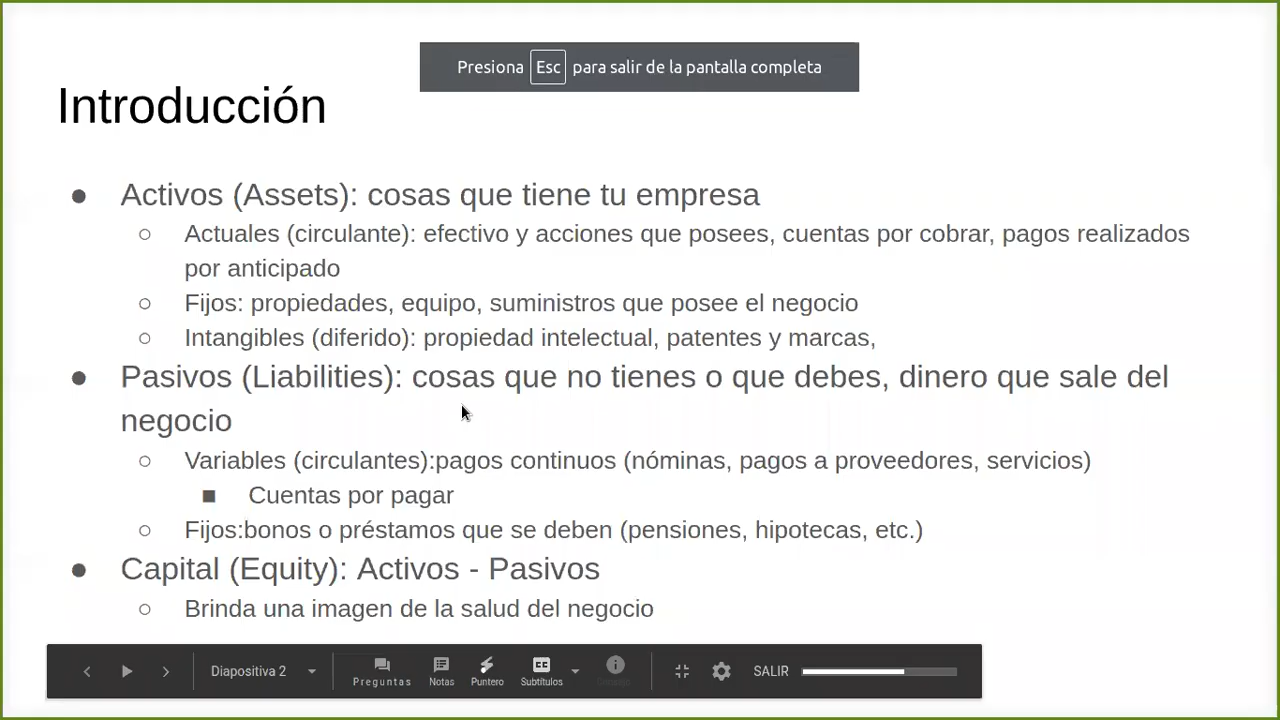 Presiona Esc para salir de la pantalla completa
Introducción
● Activos (Assets): cosas que tiene tu empresa
○ Actuales (circulante): efectivo y acciones que posees, cuentas por cobrar, pagos realizados
por anticipado
○ Fijos: propiedades, equipo, suministros que posee el negocio
○ Intangibles (diferido): propiedad intelectual, patentes y marcas,
● Pasivos (Liabilities): cosas que no tienes o que debes, dinero que sale del
negocio
○ Variables (circulantes):pagos continuos (nóminas, pagos a proveedores, servicios)
■ Cuentas por pagar
○ Fijos:bonos o préstamos que se deben (pensiones, hipotecas, etc.)
● Capital (Equity): Activos - Pasivos
○ Brinda una imagen de la salud del negocio
Diapositiva 2
Preguntas
Notas
Puntero
CC
Subtítulos
SALIR